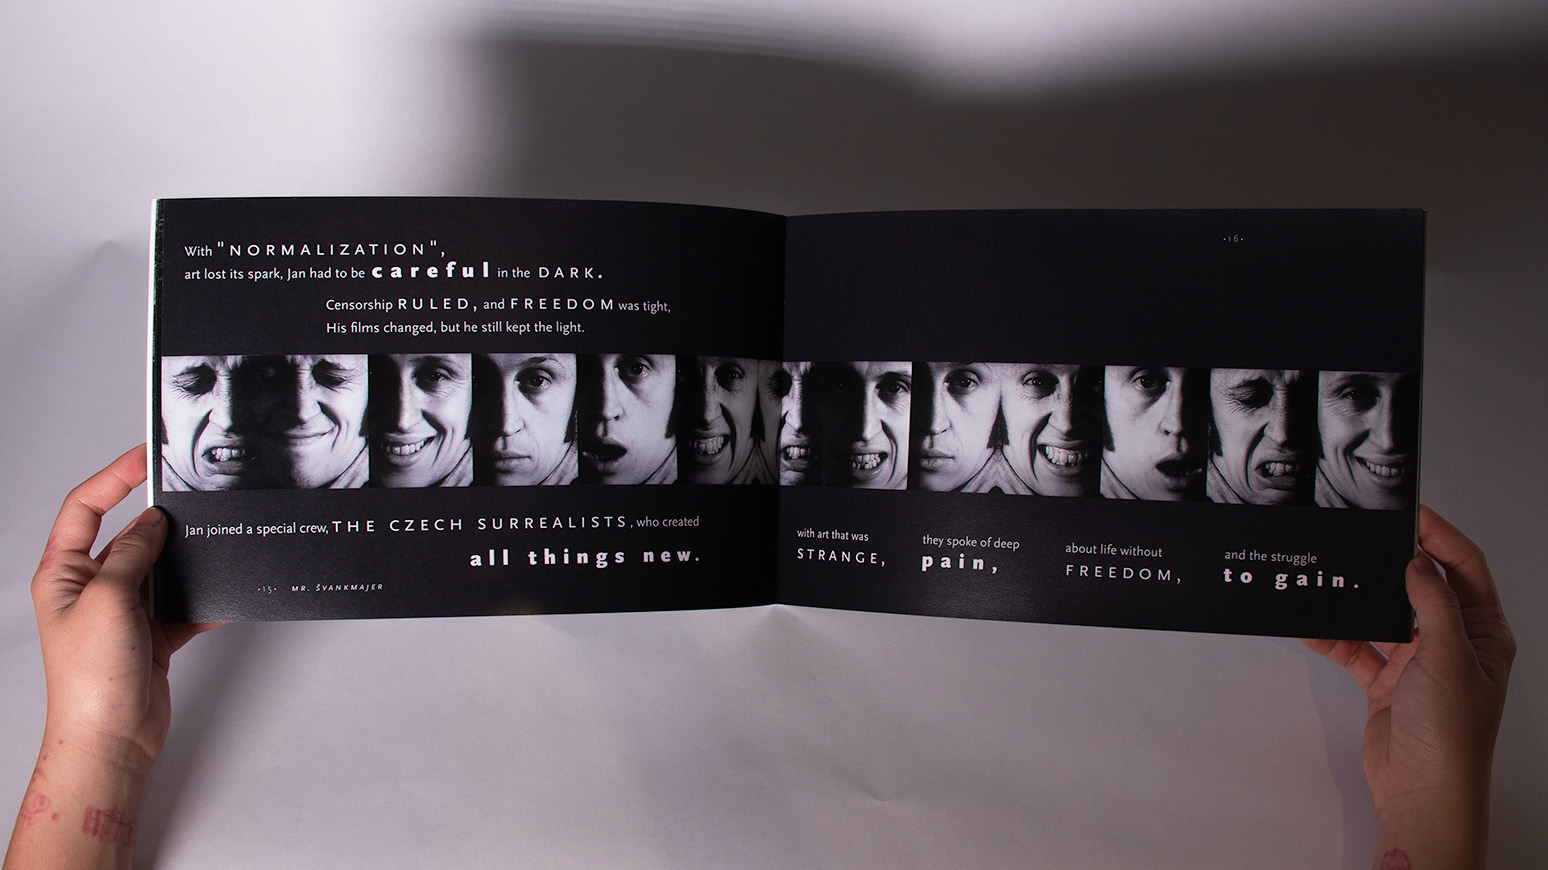 With "NORMALIZATION",
art lost its spark, Jan had to be careful in the DARK.
Censorship RULED, and FREEDOM was tight,
His films changed, but he still kept the light.
Jan joined a special crew, THE CZECH SURREALISTS, who created
all things new.
·15· MR. ŠVANKMAJER
·16·
with art that was
STRANGE,
they spoke of deep
pain,
about life without
FREEDOM,
and the struggle
to gain.